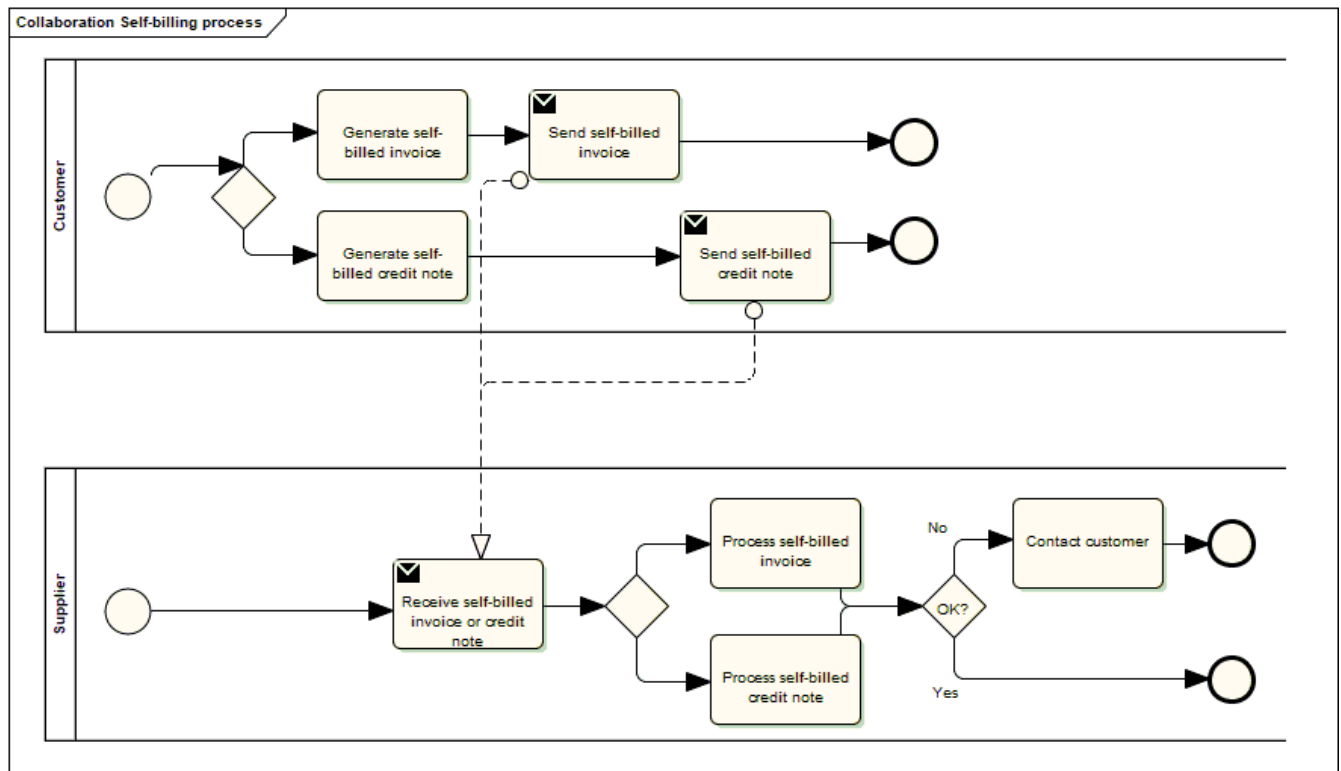 Collaboration Self-billing process
Customer
Generate self-
billed invoice
Send self-billed
invoice
Generate self-
billed credit note
Send self-billed
credit note
Supplier
Receive self-billed
invoice or credit
note
Process self-billed
invoice
Process self-billed
credit note
OK?
No
Yes
Contact customer